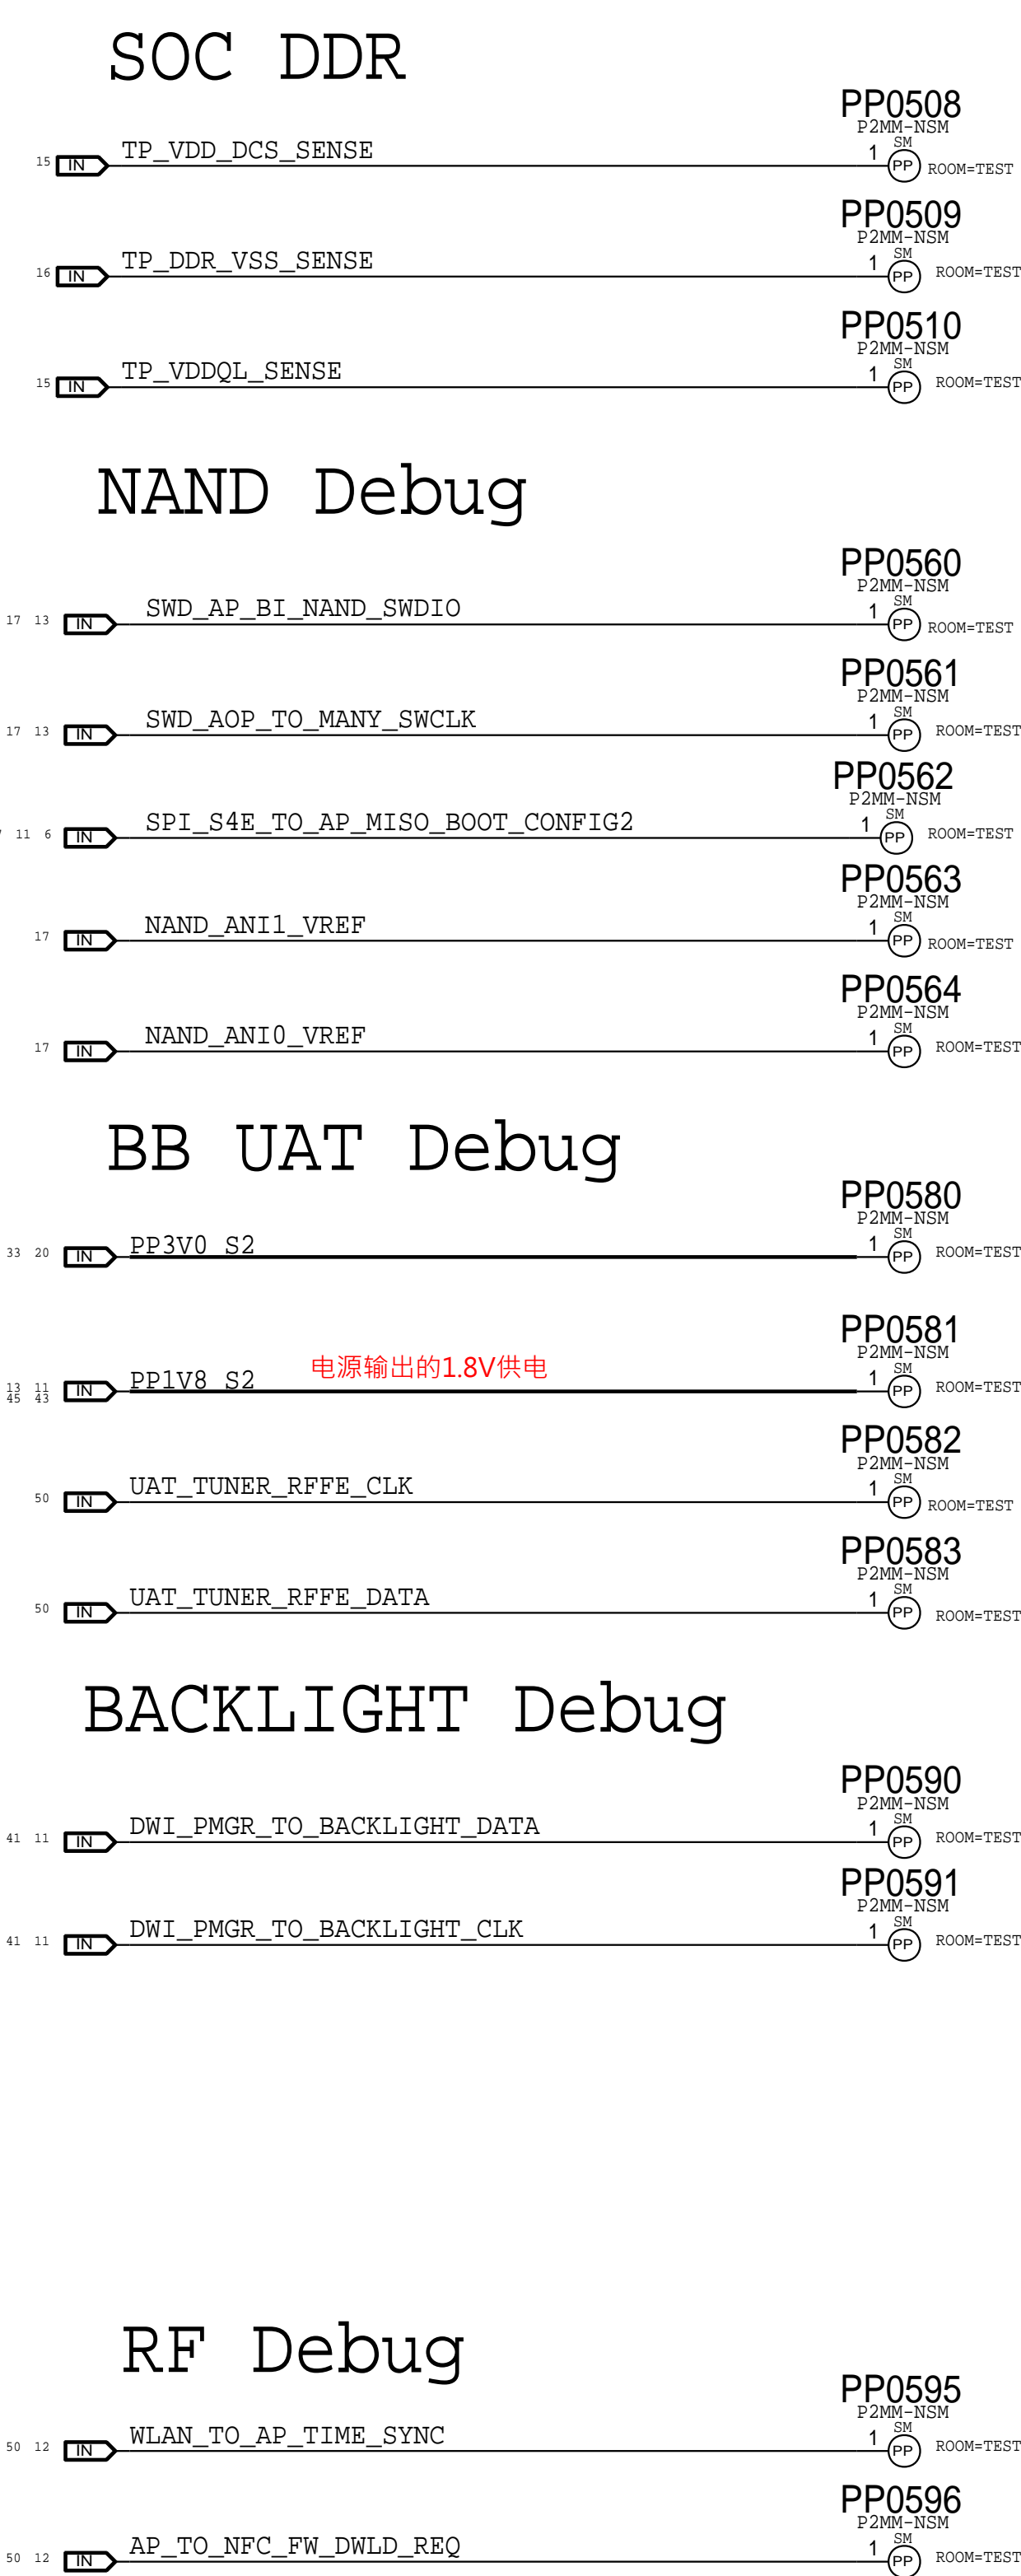 SOC DDR
PP0508
P2MM-NSM
SM
15 IN TP_VDD_DCS_SENSE 1 PP ROOM=TEST
PP0509
P2MM-NSM
SM
16 IN TP_DDR_VSS_SENSE 1 PP ROOM=TEST
PP0510
P2MM-NSM
SM
15 IN TP_VDDQL_SENSE 1 PP ROOM=TEST
NAND Debug
PP0560
P2MM-NSM
SM
17 13 IN SWD_AP_BI_NAND_SWDIO 1 PP ROOM=TEST
PP0561
P2MM-NSM
SM
17 13 IN SWD_AOP_TO_MANY_SWCLK 1 PP ROOM=TEST
PP0562
P2MM-NSM
SM
11 6 IN SPI_S4E_TO_AP_MISO_BOOT_CONFIG2 1 PP ROOM=TEST
PP0563
P2MM-NSM
SM
17 IN NAND_ANI1_VREF 1 PP ROOM=TEST
PP0564
P2MM-NSM
SM
17 IN NAND_ANI0_VREF 1 PP ROOM=TEST
BB UAT Debug
PP0580
P2MM-NSM
SM
33 20 IN PP3V0_S2 1 PP ROOM=TEST
PP0581
P2MM-NSM
SM
电源输出的1.8V供电
13 11 IN PP1V8_S2 1 PP ROOM=TEST
45 43
PP0582
P2MM-NSM
SM
50 IN UAT_TUNER_RFFE_CLK 1 PP ROOM=TEST
PP0583
P2MM-NSM
SM
50 IN UAT_TUNER_RFFE_DATA 1 PP ROOM=TEST
BACKLIGHT Debug
PP0590
P2MM-NSM
SM
41 11 IN DWI_PMGR_TO_BACKLIGHT_DATA 1 PP ROOM=TEST
PP0591
P2MM-NSM
SM
41 11 IN DWI_PMGR_TO_BACKLIGHT_CLK 1 PP ROOM=TEST
RF Debug
PP0595
P2MM-NSM
SM
50 12 IN WLAN_TO_AP_TIME_SYNC 1 PP ROOM=TEST
PP0596
P2MM-NSM
SM
50 12 IN AP_TO_NFC_FW_DWLD_REQ 1 PP ROOM=TEST